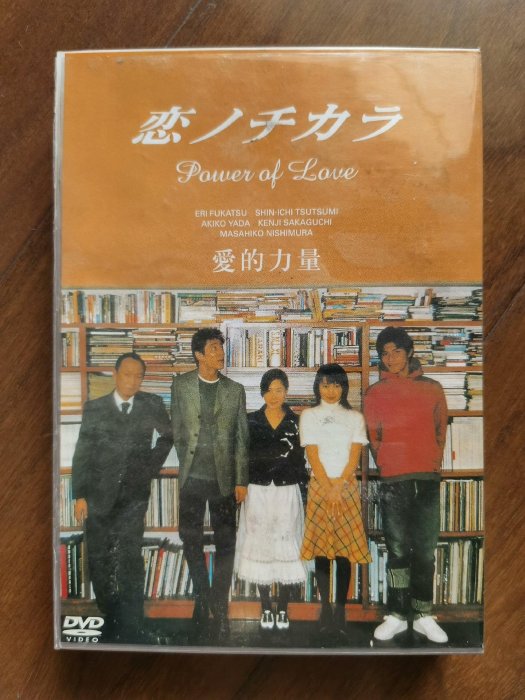 恋ノチカラ
Power of Love
ERI FUKATSU SHIN-ICHI TSUTSUMI
AKIKO YADA KENJI SAKAGUCHI
MASAHIKO NISHIMURA
愛的力量
DVD
VIDEO